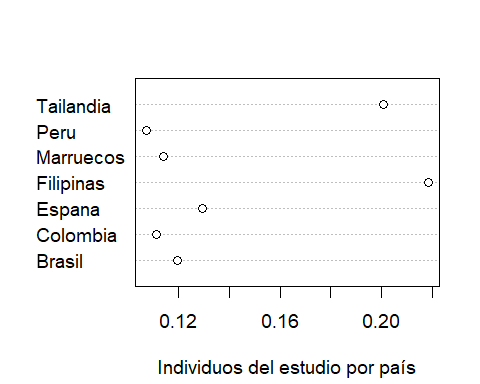 Tailandia
Peru
Marruecos
Filipinas
Espana
Colombia
Brasil
0.12 0.16 0.20
Individuos del estudio por país